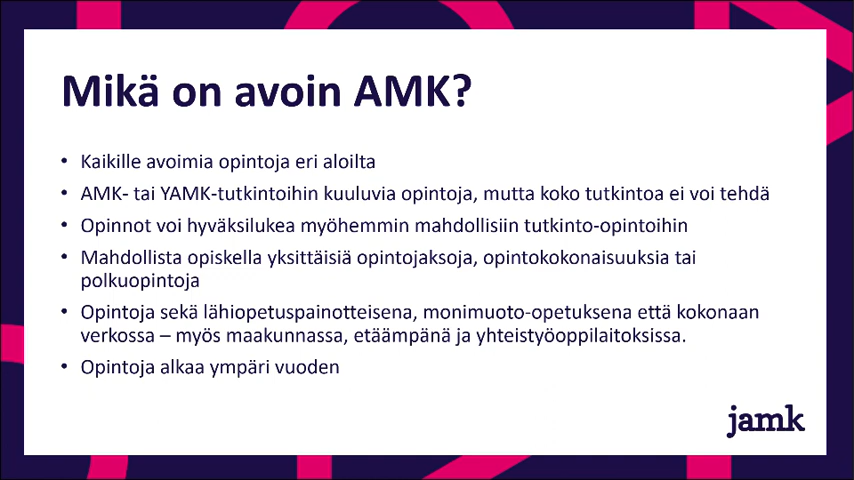 Mikä on avoin AMK?
• Kaikille avoimia opintoja eri aloilta
• AMK- tai YAMK-tutkintoihin kuuluvia opintoja, mutta koko tutkintoa ei voi tehdä
• Opinnot voi hyväksilukea myöhemmin mahdollisiin tutkinto-opintoihin
• Mahdollista opiskella yksittäisiä opintojaksoja, opintokokonaisuuksia tai
polkuopintoja
• Opintoja sekä lähiopetuspainotteisena, monimuoto-opetuksena että kokonaan
verkossa – myös maakunnassa, etäämpänä ja yhteistyöoppilaitoksissa.
• Opintoja alkaa ympäri vuoden
jamk